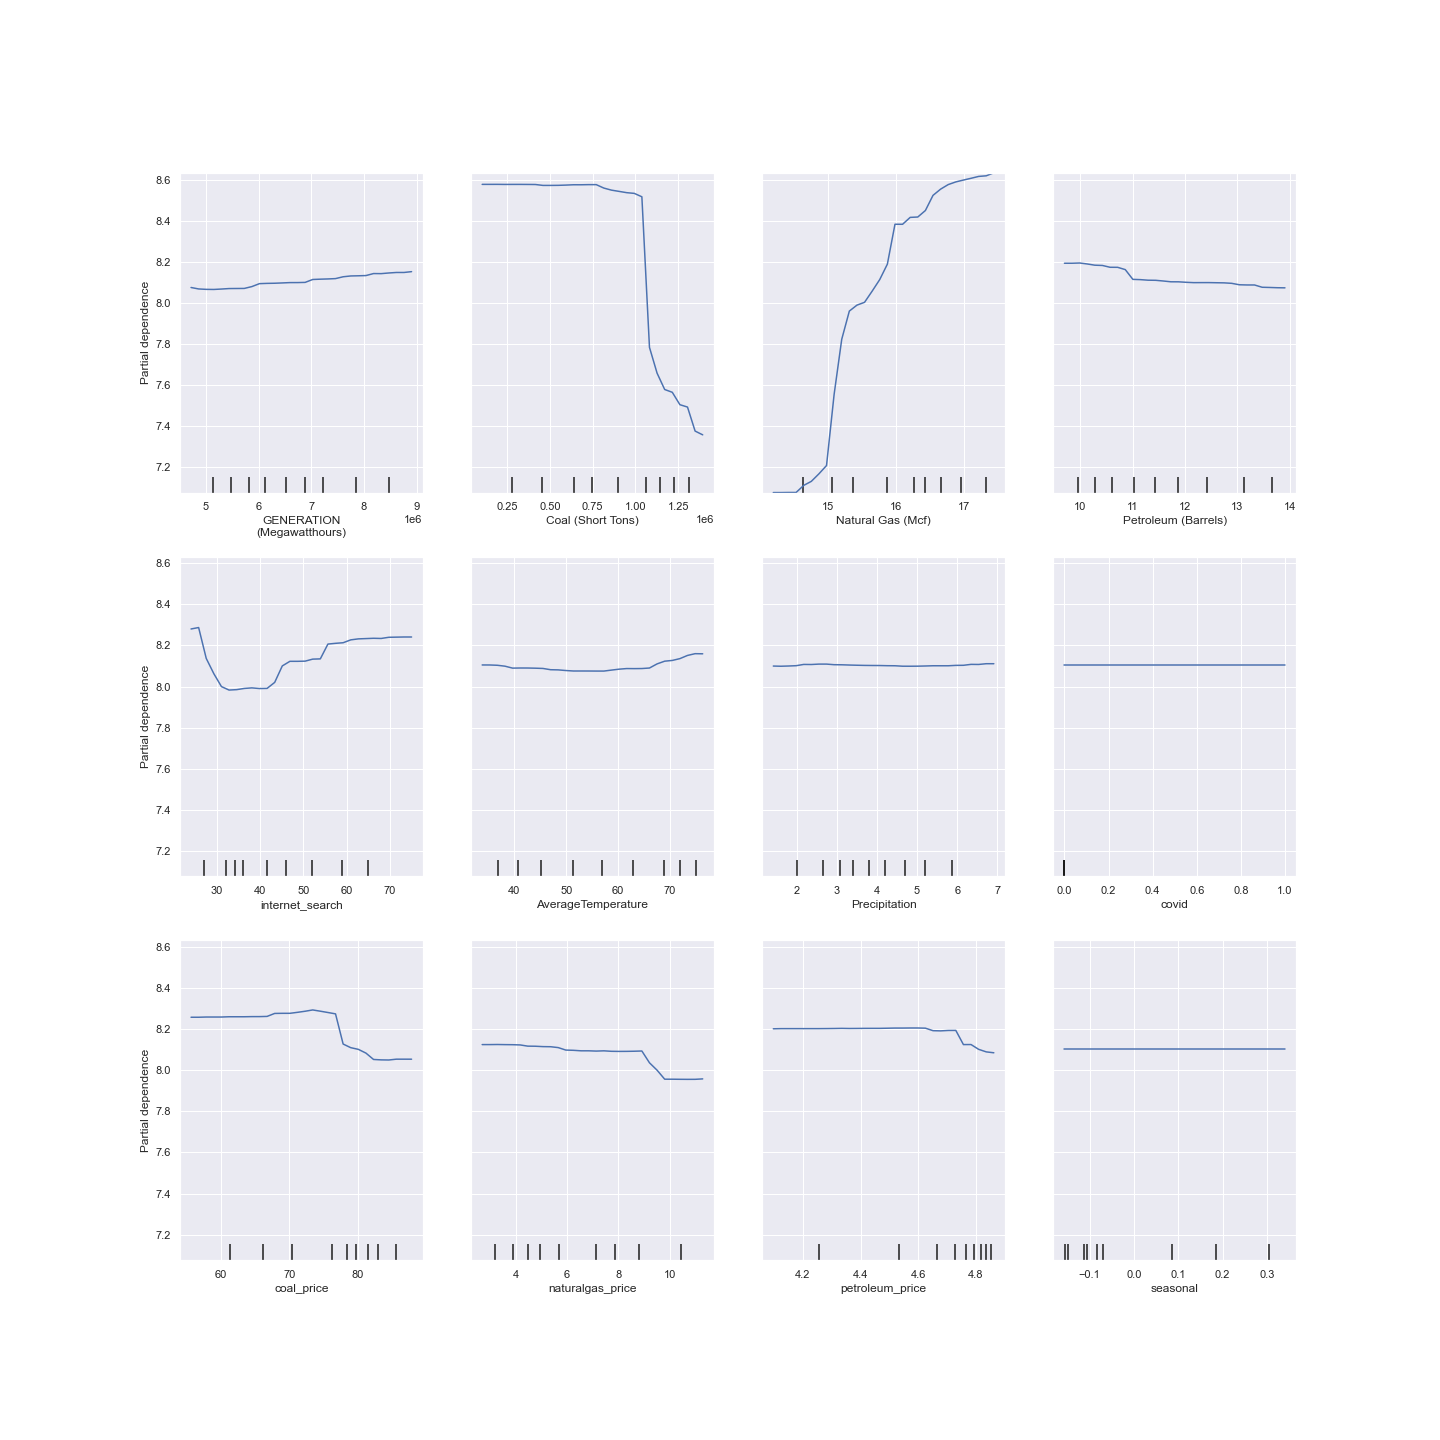 8.6
8.4
8.2
8.0
7.8
7.6
7.4
7.2
Partial dependence
5 6 7 8 9
1e6
GENERATION
(Megawatthours)
0.25 0.50 0.75 1.00 1.25
1e6
Coal (Short Tons)
15 16 17
Natural Gas (Mcf)
10 11 12 13 14
Petroleum (Barrels)
8.6
8.4
8.2
8.0
7.8
7.6
7.4
7.2
Partial dependence
30 40 50 60 70
internet_search
40 50 60 70
AverageTemperature
2 3 4 5 6 7
Precipitation
0.0 0.2 0.4 0.6 0.8 1.0
covid
8.6
8.4
8.2
8.0
7.8
7.6
7.4
7.2
Partial dependence
60 70 80
coal_price
4 6 8 10
naturalgas_price
4.2 4.4 4.6 4.8
petroleum_price
−0.1 0.0 0.1 0.2 0.3
seasonal